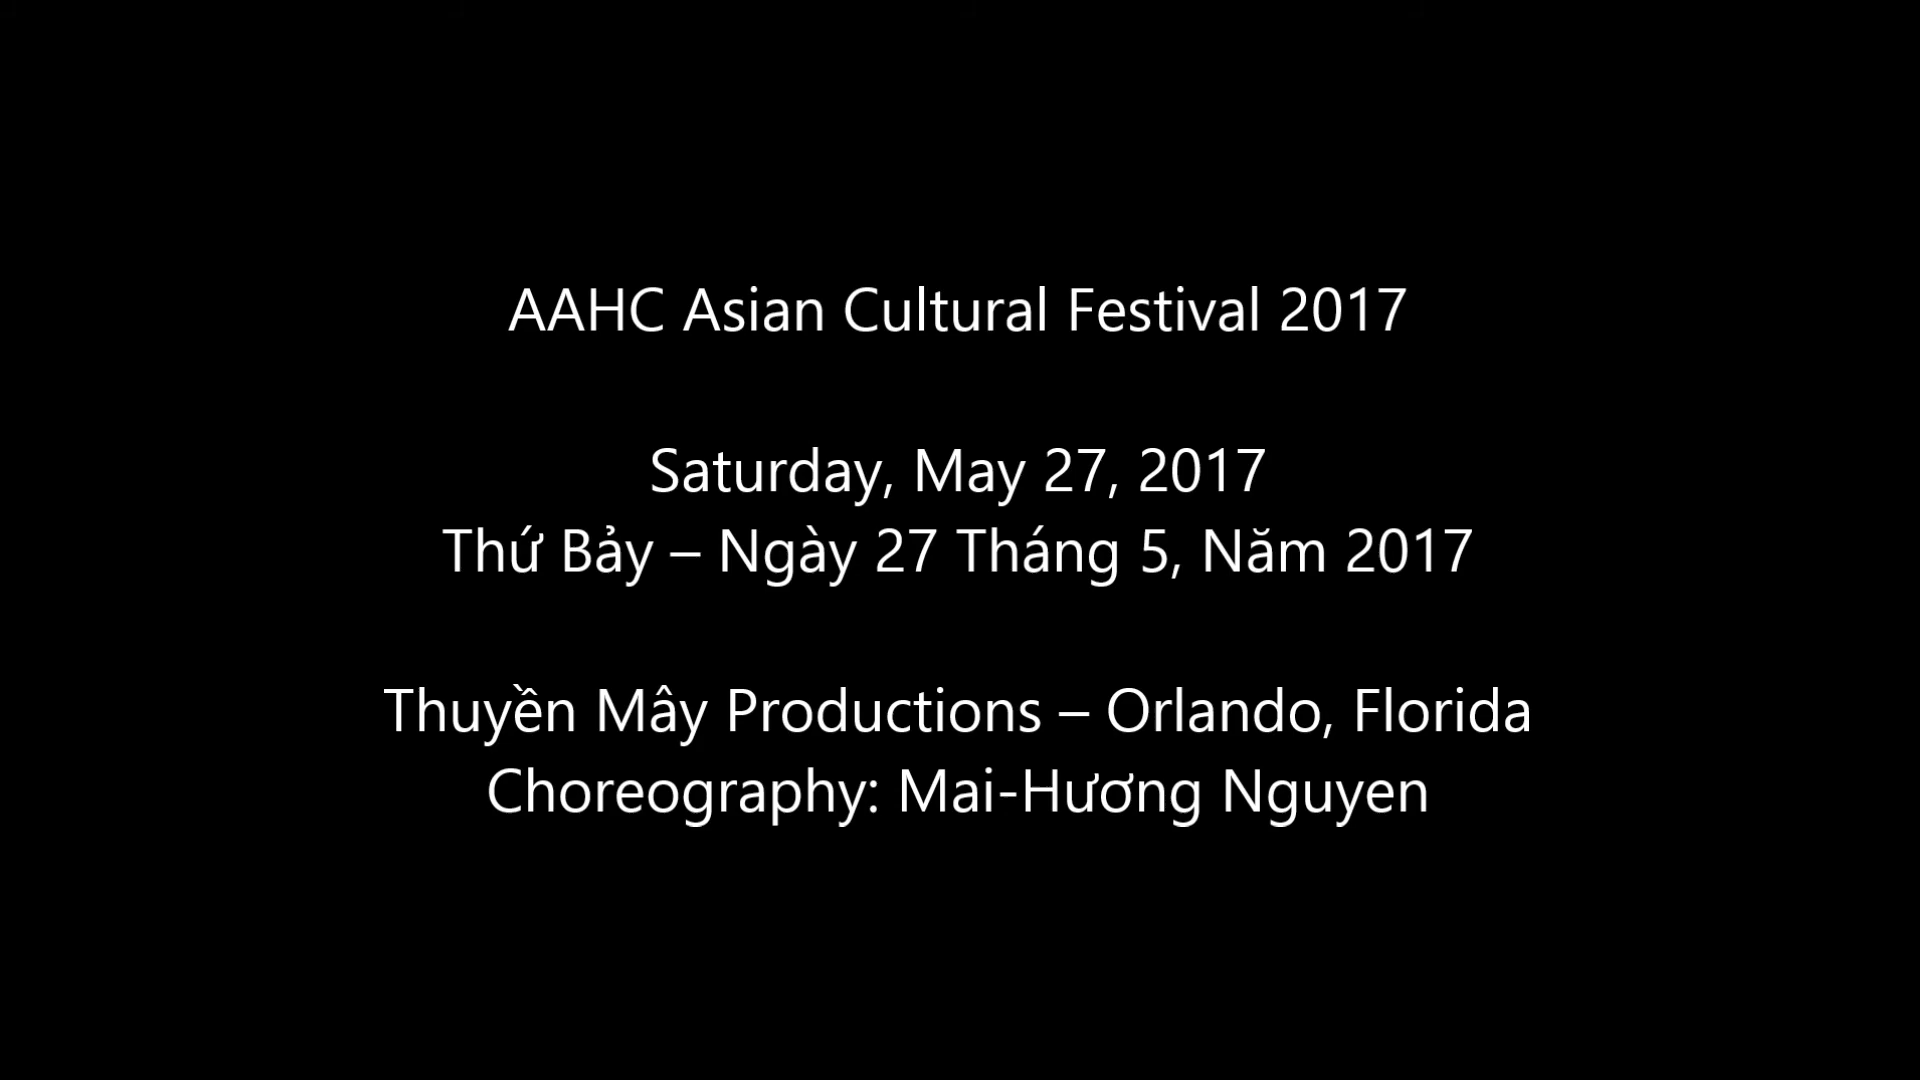 AAHC Asian Cultural Festival 2017
Saturday, May 27, 2017
Thứ Bảy – Ngày 27 Tháng 5, Năm 2017
Thuyền Mây Productions – Orlando, Florida
Choreography: Mai-Hương Nguyen